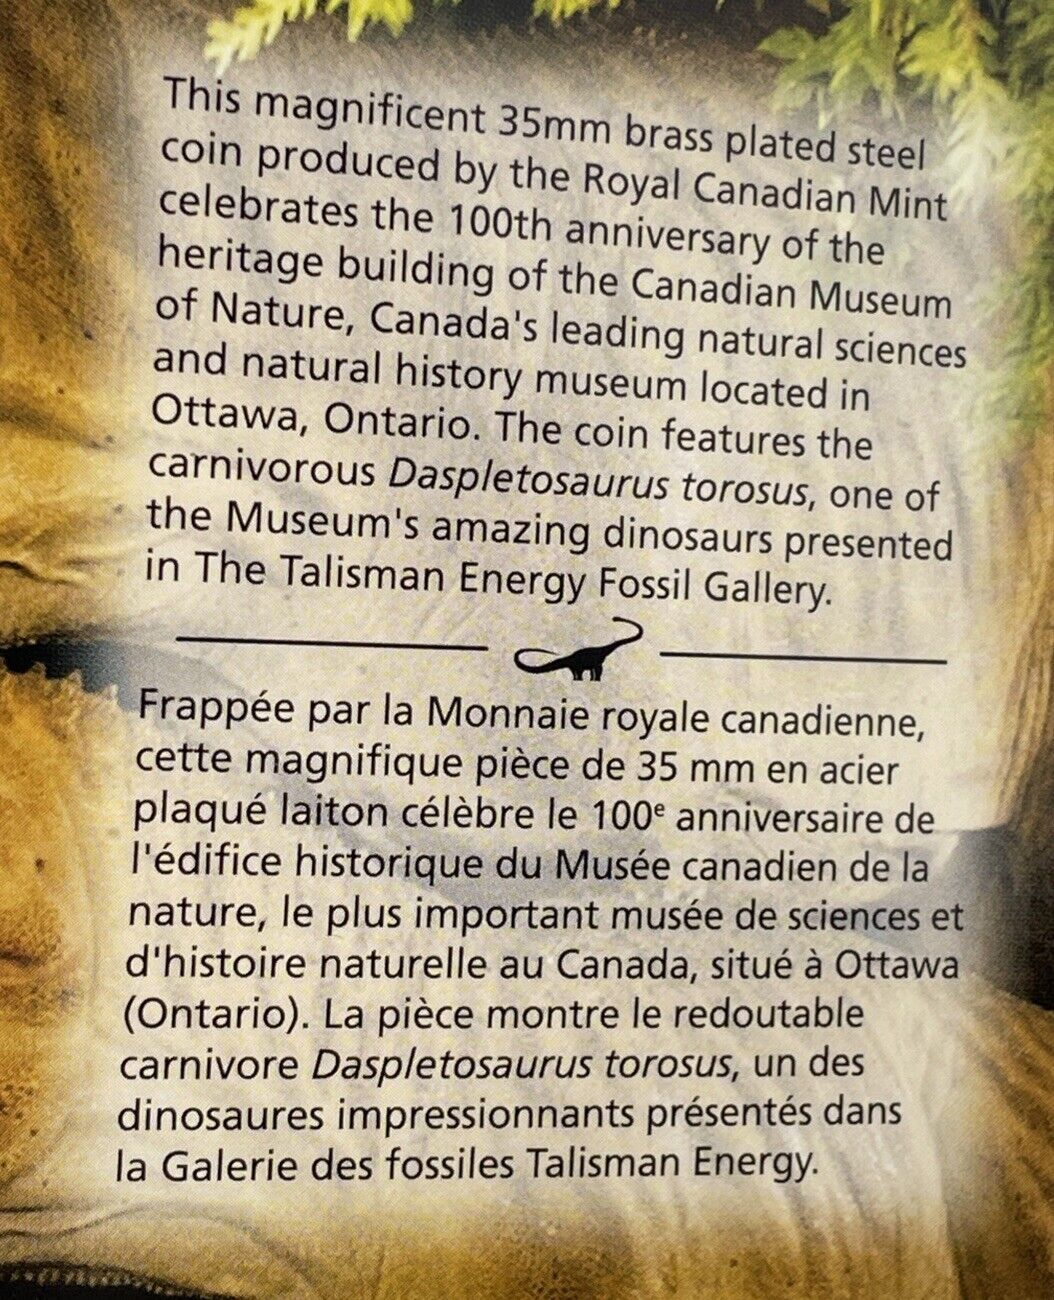 This magnificent 35mm brass plated steel
coin produced by the Royal Canadian Mint
celebrates the 100th anniversary of the
heritage building of the Canadian Museum
of Nature, Canada's leading natural sciences
and natural history museum located in
Ottawa, Ontario. The coin features the
carnivorous Daspletosaurus torosus, one of
the Museum's amazing dinosaurs presented
in The Talisman Energy Fossil Gallery.
Frappée par la Monnaie royale canadienne,
cette magnifique pièce de 35 mm en acier
plaqué laiton célèbre le 100e anniversaire de
l'édifice historique du Musée canadien de la
nature, le plus important musée de sciences et
d'histoire naturelle au Canada, situé à Ottawa
(Ontario). La pièce montre le redoutable
carnivore Daspletosaurus torosus, un des
dinosaures impressionnants présentés dans
la Galerie des fossiles Talisman Energy.